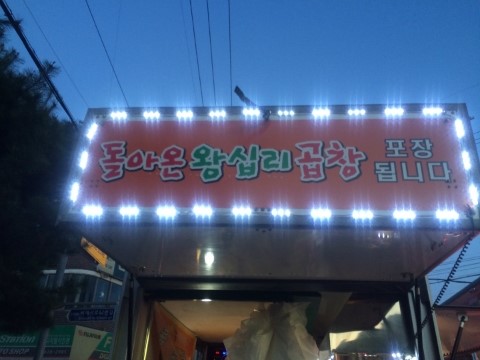 돌아온 왕십리 곱창 포장
됩니다